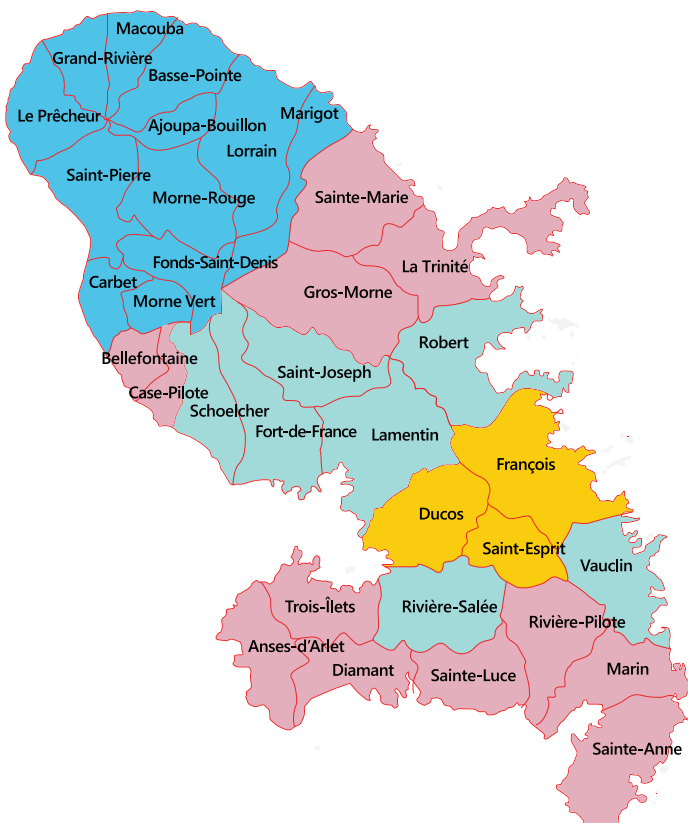 Macouba
Grand-Rivière
Basse-Pointe
Le Prêcheur
Ajoupa-Bouillon
Marigot
Lorrain
Saint-Pierre
Morne-Rouge
Sainte-Marie
Fonds-Saint-Denis
La Trinité
Carbet
Gros-Morne
Morne Vert
Robert
Bellefontaine
Saint-Joseph
Case-Pilote
Schoelcher
Fort-de-France
Lamentin
François
Ducos
Saint-Esprit
Vauclin
Trois-Îlets
Rivière-Salée
Rivière-Pilote
Anses-d'Arlet
Diamant
Sainte-Luce
Marin
Sainte-Anne